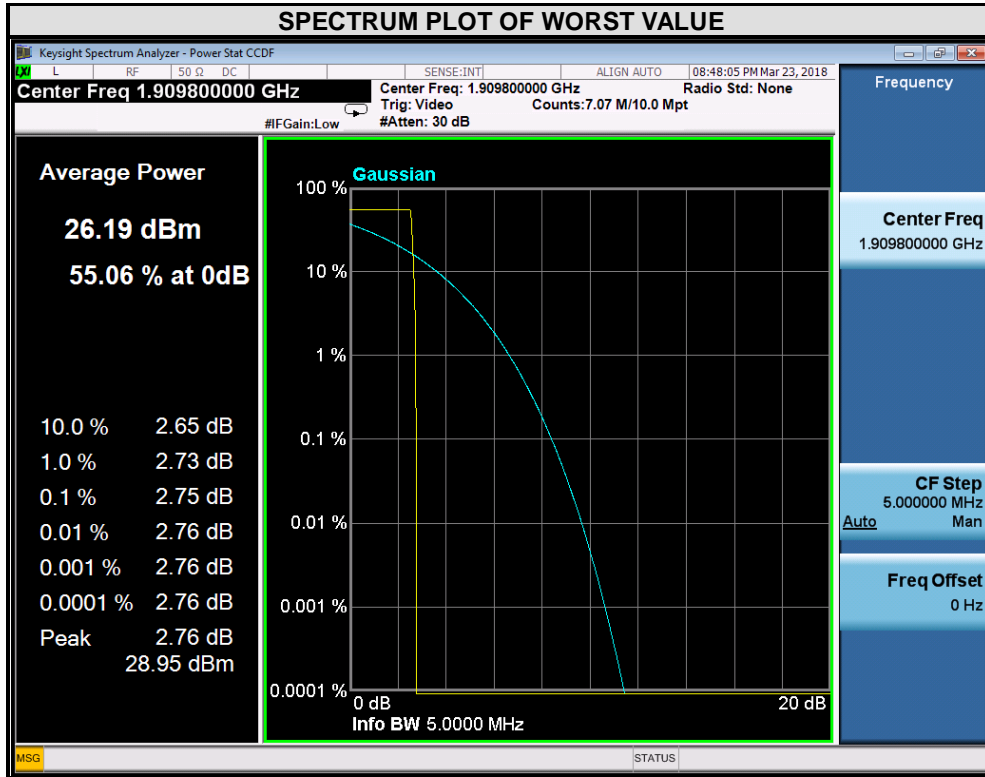 SPECTRUM PLOT OF WORST VALUE
Keysight Spectrum Analyzer - Power Stat CCDF
LXI L RF 50 Ω DC SENSE:INT ALIGN AUTO 08:48:05 PM Mar 23, 2018
Center Freq 1.909800000 GHz
#IFGain:Low
Center Freq: 1.909800000 GHz Radio Std: None
Trig: Video Counts:7.07 M/10.0 Mpt
#Atten: 30 dB
Frequency
Average Power
26.19 dBm
55.06 % at 0dB
10.0 % 2.65 dB
1.0 % 2.73 dB
0.1 % 2.75 dB
0.01 % 2.76 dB
0.001 % 2.76 dB
0.0001 % 2.76 dB
Peak 2.76 dB
28.95 dBm
Gaussian
100 %
10 %
1 %
0.1 %
0.01 %
0.001 %
0.0001 %
0 dB 20 dB
Info BW 5.0000 MHz
Center Freq
1.909800000 GHz
CF Step
5.000000 MHz
Auto Man
Freq Offset
0 Hz
MSG STATUS